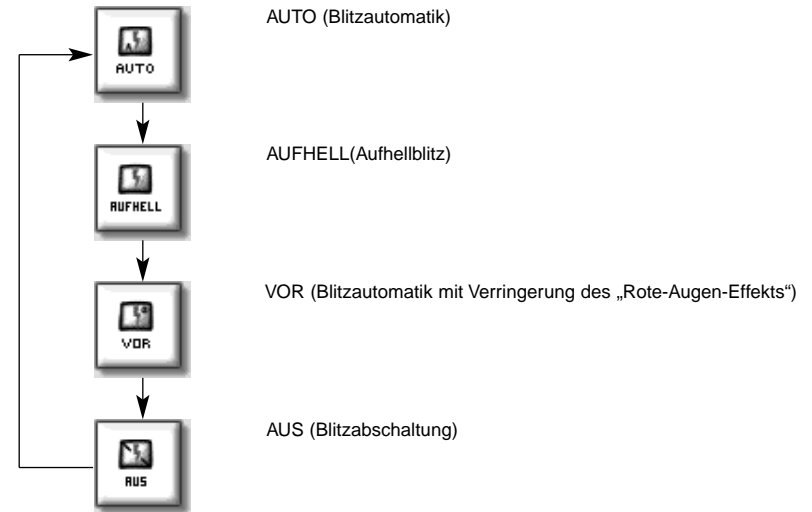 AUTO (Blitzautomatik)
AUTO
AUFHELL(Aufhellblitz)
AUFHELL
VOR (Blitzautomatik mit Verringerung des „Rote-Augen-Effekts“)
VOR
AUS (Blitzabschaltung)
AUS